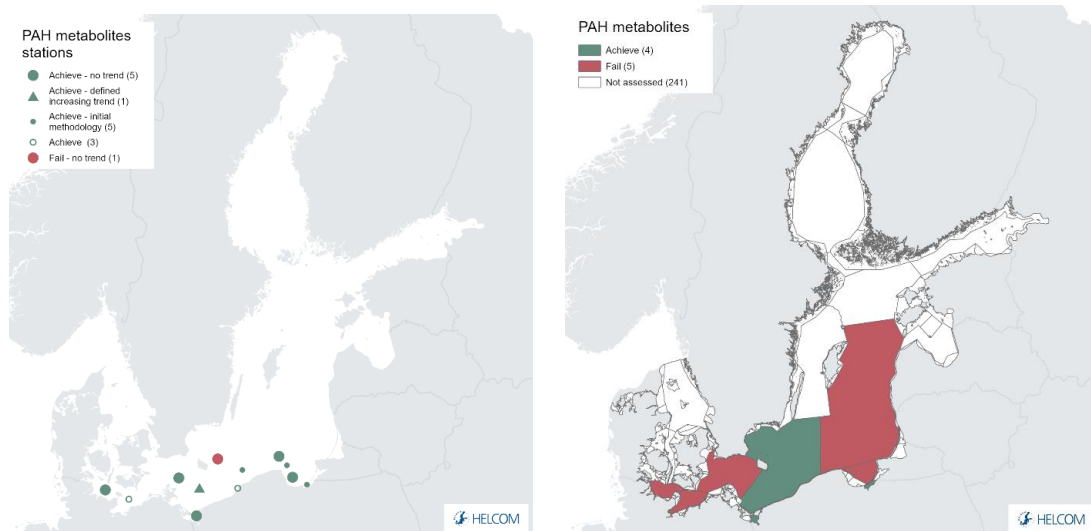 PAH metabolites
stations
Achieve - no trend (5)
Achieve - defined
increasing trend (1)
Achieve - initial
methodology (5)
Achieve (3)
Fail - no trend (1)
HELCOM
PAH metabolites
Achieve (4)
Fail (5)
Not assessed (241)
HELCOM